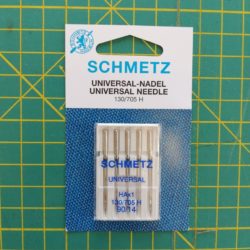 SCHMETZ
UNIVERSAL-NADEL
UNIVERSAL NEEDLE
130/705 H
SCHMETZ
UNIVERSAL
HAx1
130/705 H
90/14